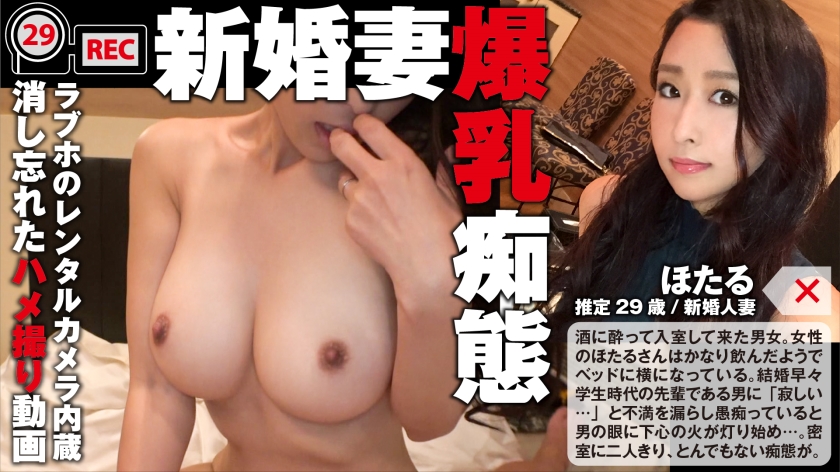 29 REC
新婚妻爆乳痴態
ラブホのレンタルカメラ内蔵
消し忘れたハメ撮り動画
ほたる
推定29歳/新婚人妻
酒に酔って入室して来た男女。女性
のほたるさんはかなり飲んだようで
ベッドに横になっている。結婚早々
学生時代の先輩である男に「寂しい
…」と不満を漏らし愚痴っていると
男の眼に下心の火が灯り始め…。密
室に二人きり、とんでもない痴態が。